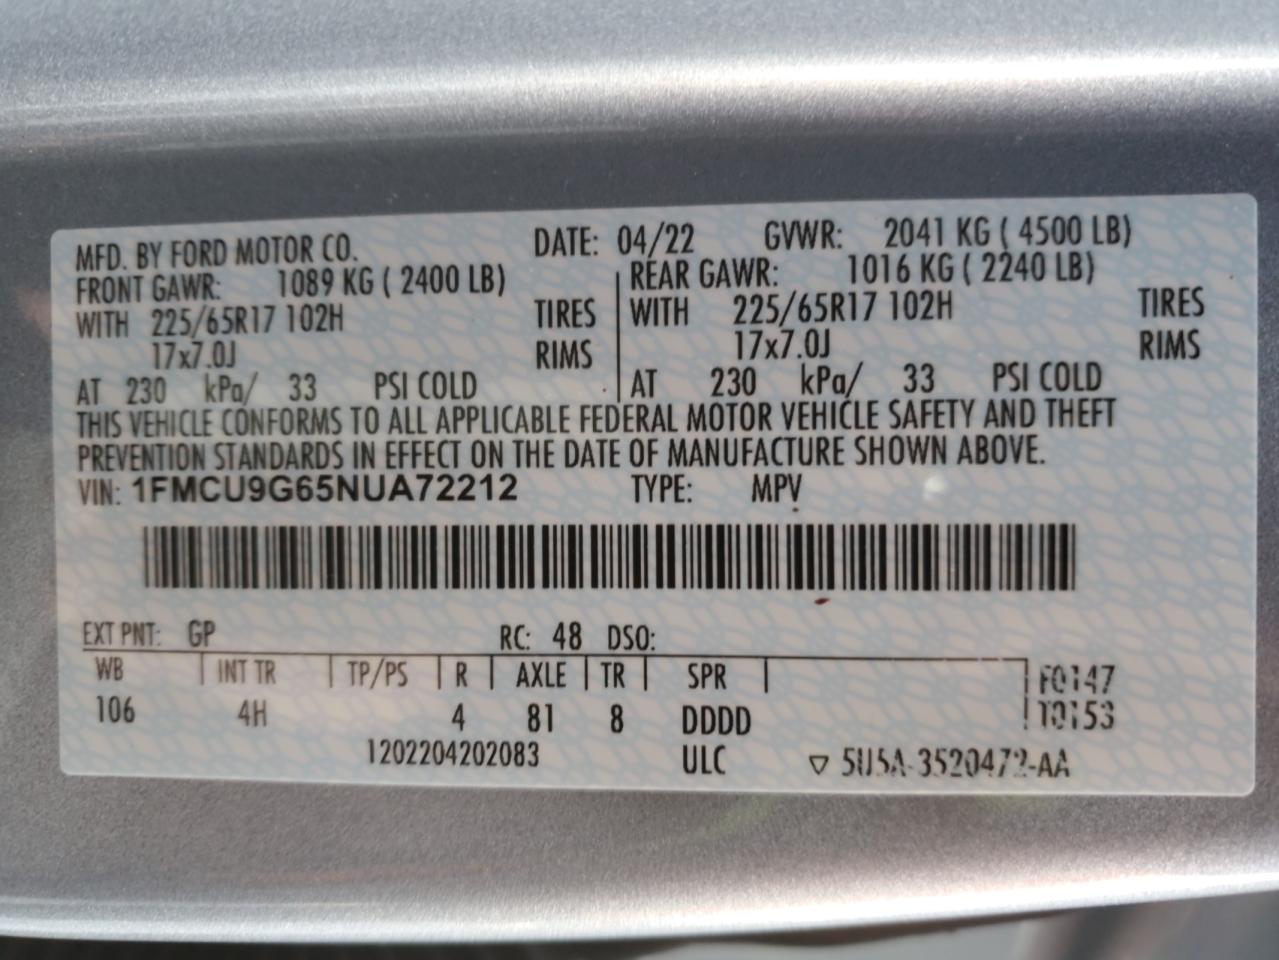 MFD. BY FORD MOTOR CO. DATE: 04/22 GVWR: 2041 KG ( 4500 LB)
FRONT GAWR: 1089 KG ( 2400 LB) REAR GAWR: 1016 KG ( 2240 LB)
WITH 225/65R17 102H TIRES WITH 225/65R17 102H TIRES
17x7.0J RIMS 17x7.0J RIMS
AT 230 kPa/ 33 PSI COLD AT 230 kPa/ 33 PSI COLD
THIS VEHICLE CONFORMS TO ALL APPLICABLE FEDERAL MOTOR VEHICLE SAFETY AND THEFT
PREVENTION STANDARDS IN EFFECT ON THE DATE OF MANUFACTURE SHOWN ABOVE.
VIN: 1FMCU9G65NUA72212 TYPE: MPV
EXT PNT: GP RC: 48 DSO:
WB INT TR TP/PS R AXLE TR SPR F0147
106 4H 4 81 8 DDDD T0153
1202204202083 ULC ▽ 5U5A-3520472-AA